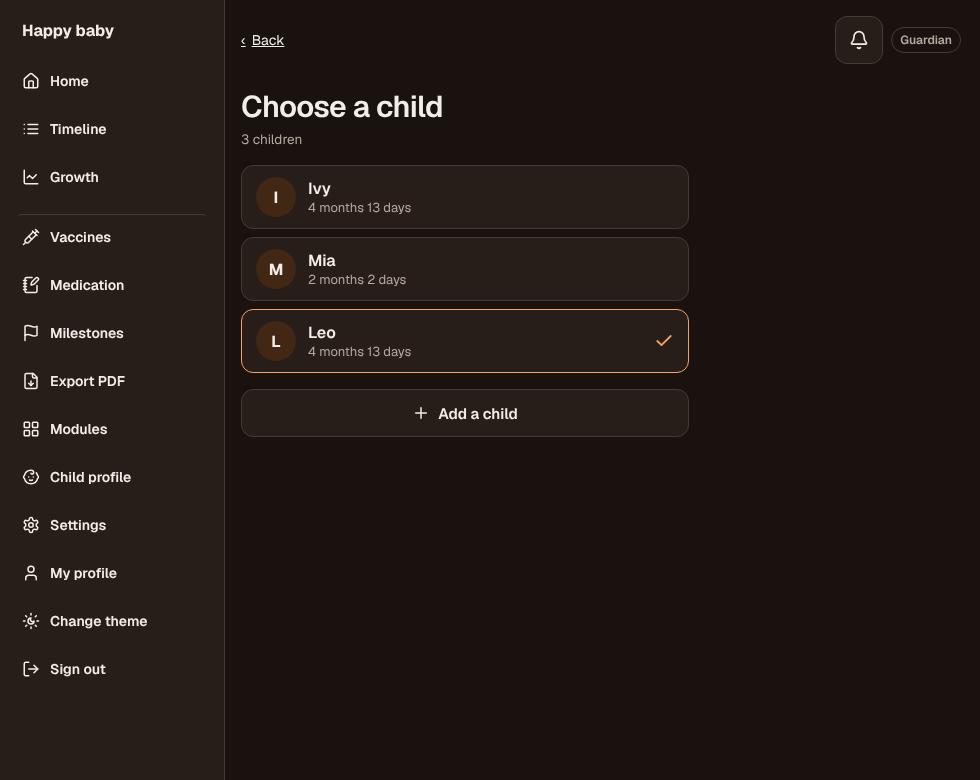 Happy baby
Home
Timeline
Growth
Vaccines
Medication
Milestones
Export PDF
Modules
Child profile
Settings
My profile
Change theme
Sign out
‹ Back
Guardian
Choose a child
3 children
I
Ivy
4 months 13 days
M
Mia
2 months 2 days
L
Leo
4 months 13 days
Add a child